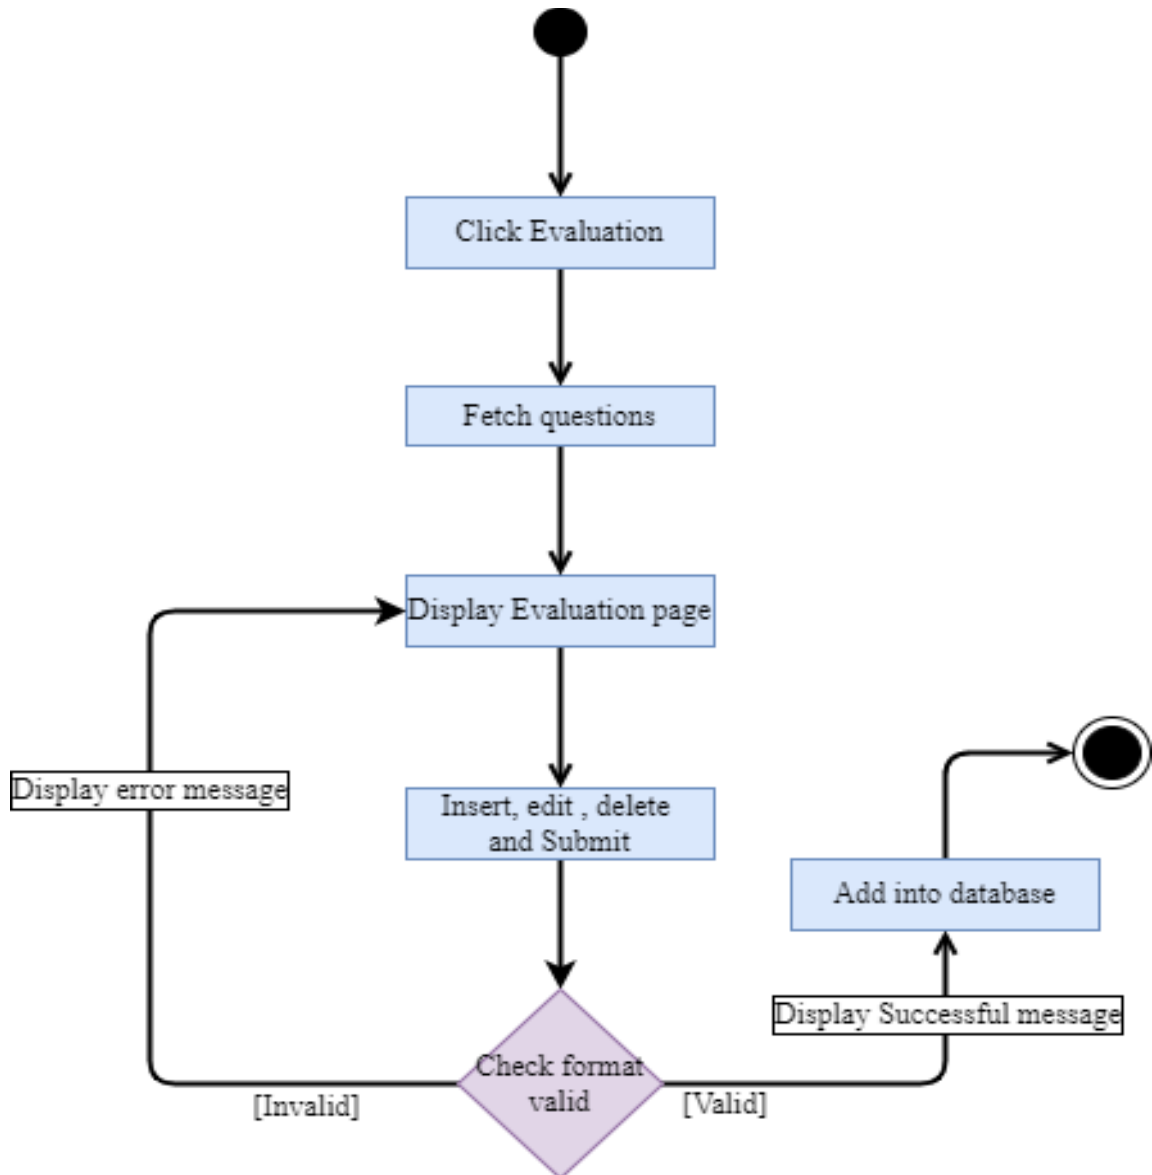 Click Evaluation
Fetch questions
Display Evaluation page
Display error message
Insert, edit , delete
and Submit
Add into database
Display Successful message
Check format
valid
[Invalid]
[Valid]